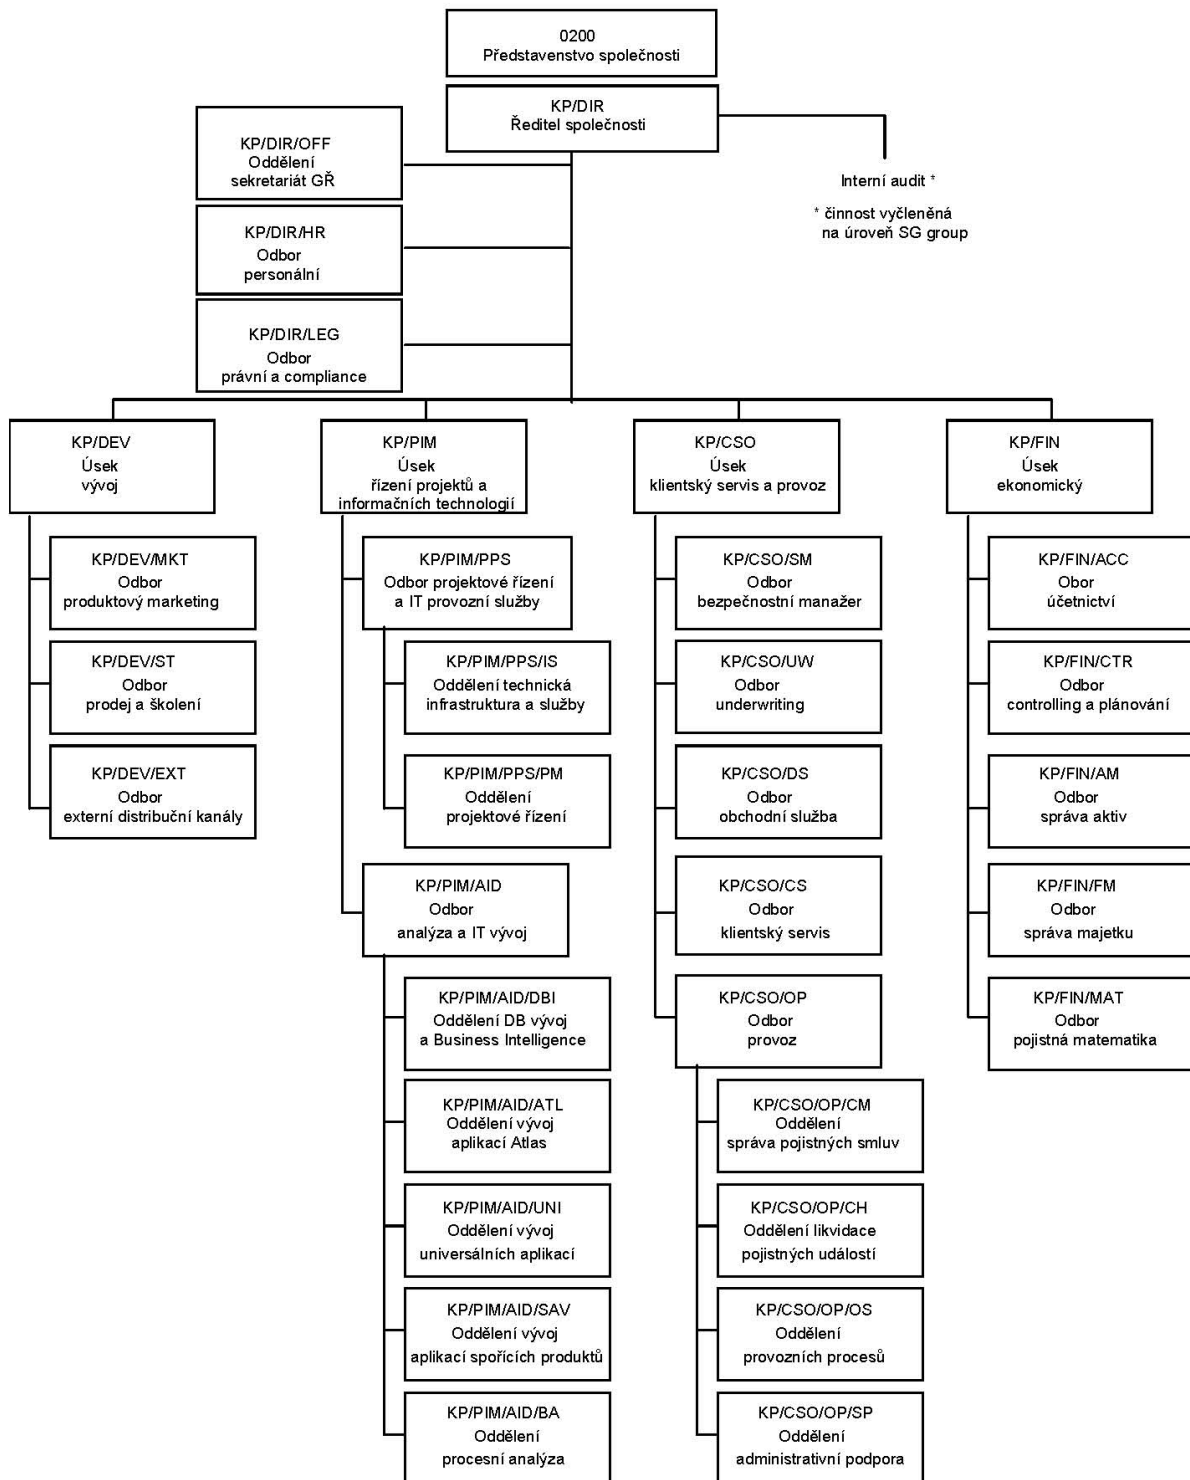 0200
Představenstvo společnosti
KP/DIR
Ředitel společnosti
KP/DIR/OFF
Oddělení
sekretariát GŘ
Interní audit *
* činnost vyčleněná
na úroveň SG group
KP/DIR/HR
Odbor
personální
KP/DIR/LEG
Odbor
právní a compliance
KP/DEV
Úsek
vývoj
KP/DEV/MKT
Odbor
produktový marketing
KP/DEV/ST
Odbor
prodej a školení
KP/DEV/EXT
Odbor
externí distribuční kanály
KP/PIM
Úsek
řízení projektů a
informačních technologií
KP/PIM/PPS
Odbor projektové řízení
a IT provozní služby
KP/PIM/PPS/IS
Oddělení technická
infrastruktura a služby
KP/PIM/PPS/PM
Oddělení
projektové řízení
KP/PIM/AID
Odbor
analýza a IT vývoj
KP/PIM/AID/DBI
Oddělení DB vývoj
a Business Intelligence
KP/PIM/AID/ATL
Oddělení vývoj
aplikací Atlas
KP/PIM/AID/UNI
Oddělení vývoj
universálních aplikací
KP/PIM/AID/SAV
Oddělení vývoj
aplikací spořících produktů
KP/PIM/AID/BA
Oddělení
procesní analýza
KP/CSO
Úsek
klientský servis a provoz
KP/CSO/SM
Odbor
bezpečnostní manažer
KP/CSO/UW
Odbor
underwriting
KP/CSO/DS
Odbor
obchodní služba
KP/CSO/CS
Odbor
klientský servis
KP/CSO/OP
Odbor
provoz
KP/CSO/OP/CM
Oddělení
správa pojistných smluv
KP/CSO/OP/CH
Oddělení likvidace
pojistných událostí
KP/CSO/OP/OS
Oddělení
provozních procesů
KP/CSO/OP/SP
Oddělení
administrativní podpora
KP/FIN
Úsek
ekonomický
KP/FIN/ACC
Obor
účetnictví
KP/FIN/CTR
Odbor
controlling a plánování
KP/FIN/AM
Odbor
správa aktiv
KP/FIN/FM
Odbor
správa majetku
KP/FIN/MAT
Odbor
pojistná matematika